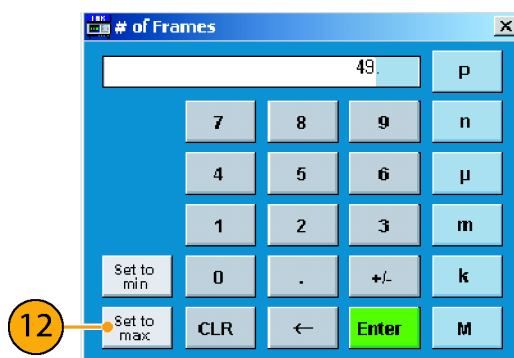 TEK
# of Frames
X
49.
p
7 8 9 n
4 5 6 µ
1 2 3 m
Set to
min
0 . +/- k
12
Set to
max
CLR ← Enter M